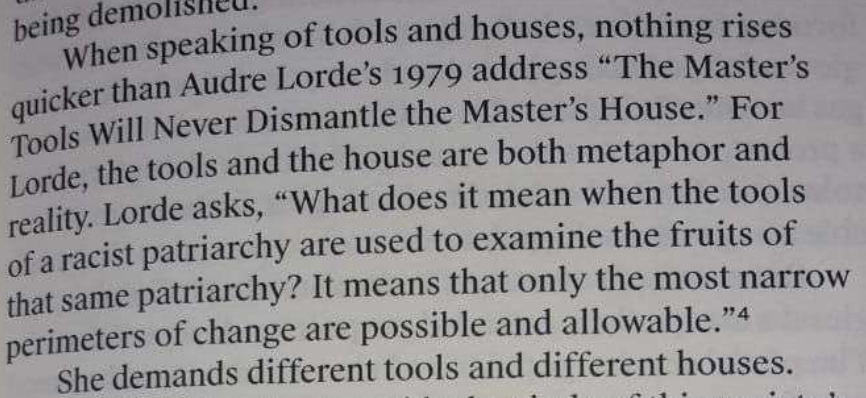 being demolished.
When speaking of tools and houses, nothing rises
quicker than Audre Lorde’s 1979 address “The Master’s
Tools Will Never Dismantle the Master’s House.” For
Lorde, the tools and the house are both metaphor and
reality. Lorde asks, “What does it mean when the tools
of a racist patriarchy are used to examine the fruits of
that same patriarchy? It means that only the most narrow
perimeters of change are possible and allowable.”4
She demands different tools and different houses.